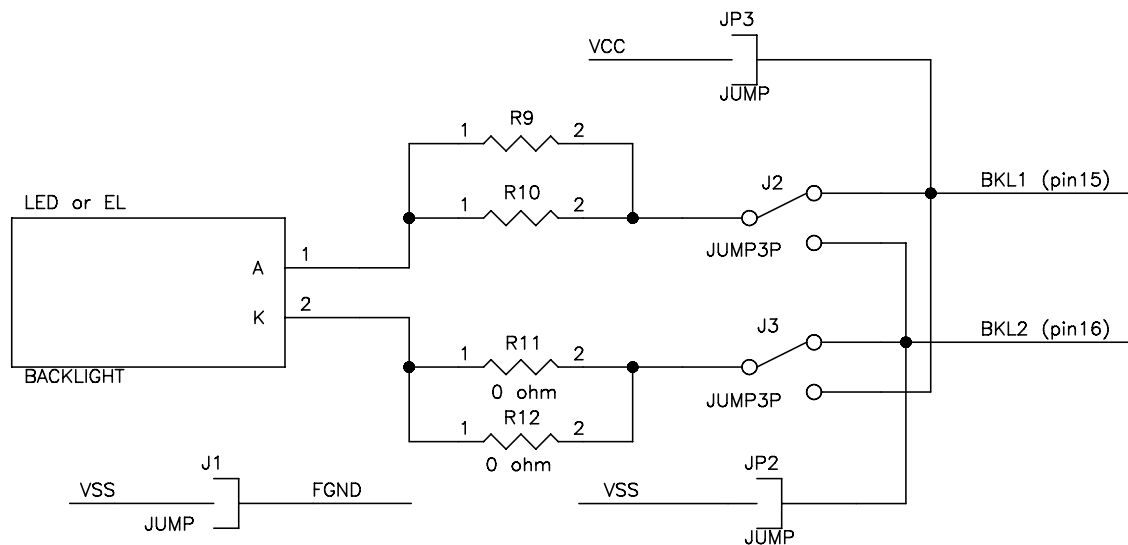 JP3
VCC
JUMP
R9
1 2
R10
1 2
J2
BKL1 (pin15)
LED or EL
JUMP3P
A 1
K 2
J3
BKL2 (pin16)
R11
1 2
0 ohm
BACKLIGHT
JUMP3P
R12
1 2
0 ohm
J1
JP2
VSS FGND
VSS
JUMP
JUMP